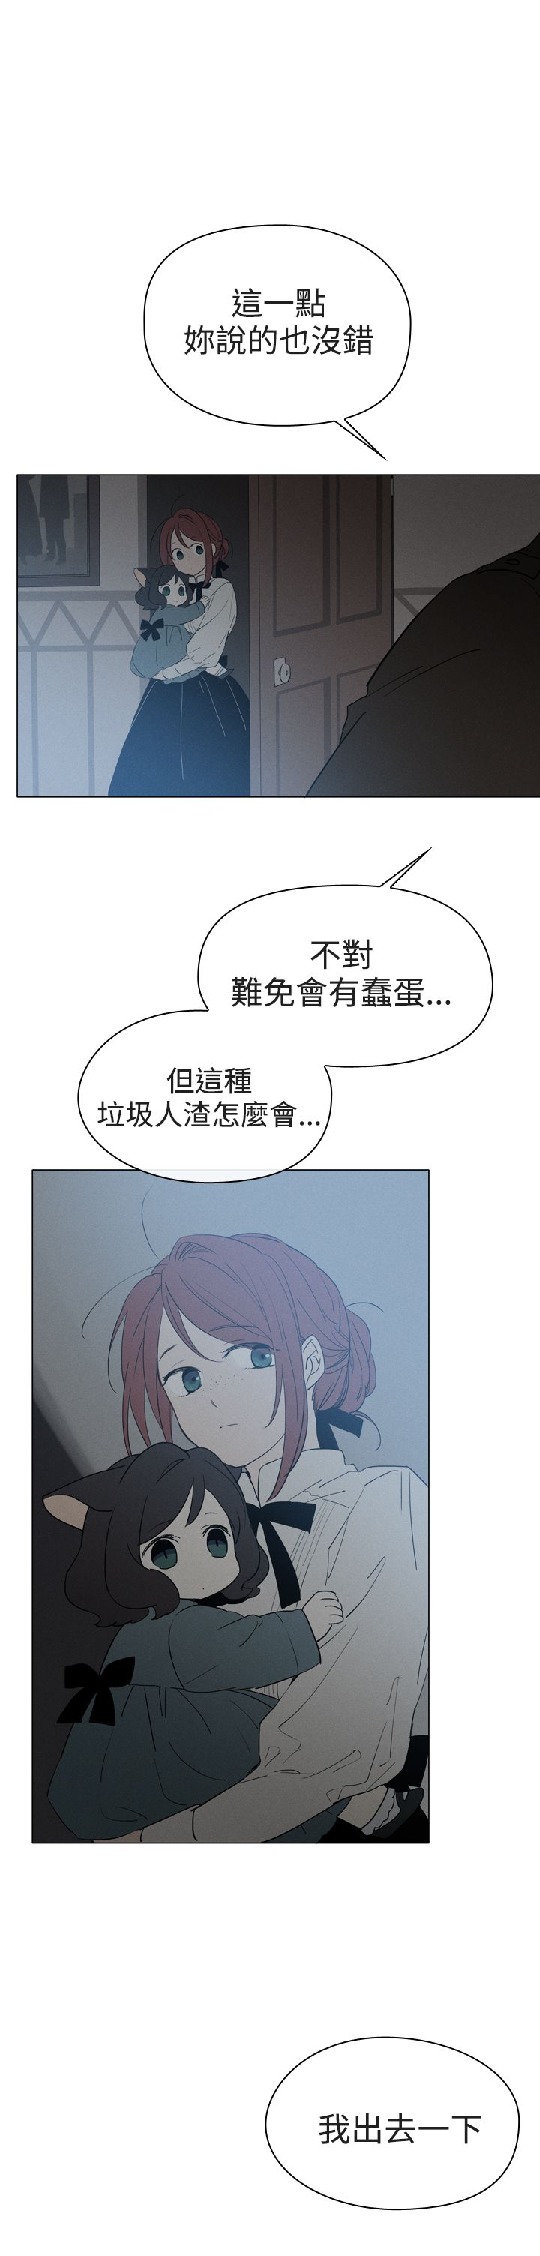 這一點
妳說的也沒錯
不對
難免會有蠢蛋...
但這種
垃圾人渣怎麼會...
我出去一下